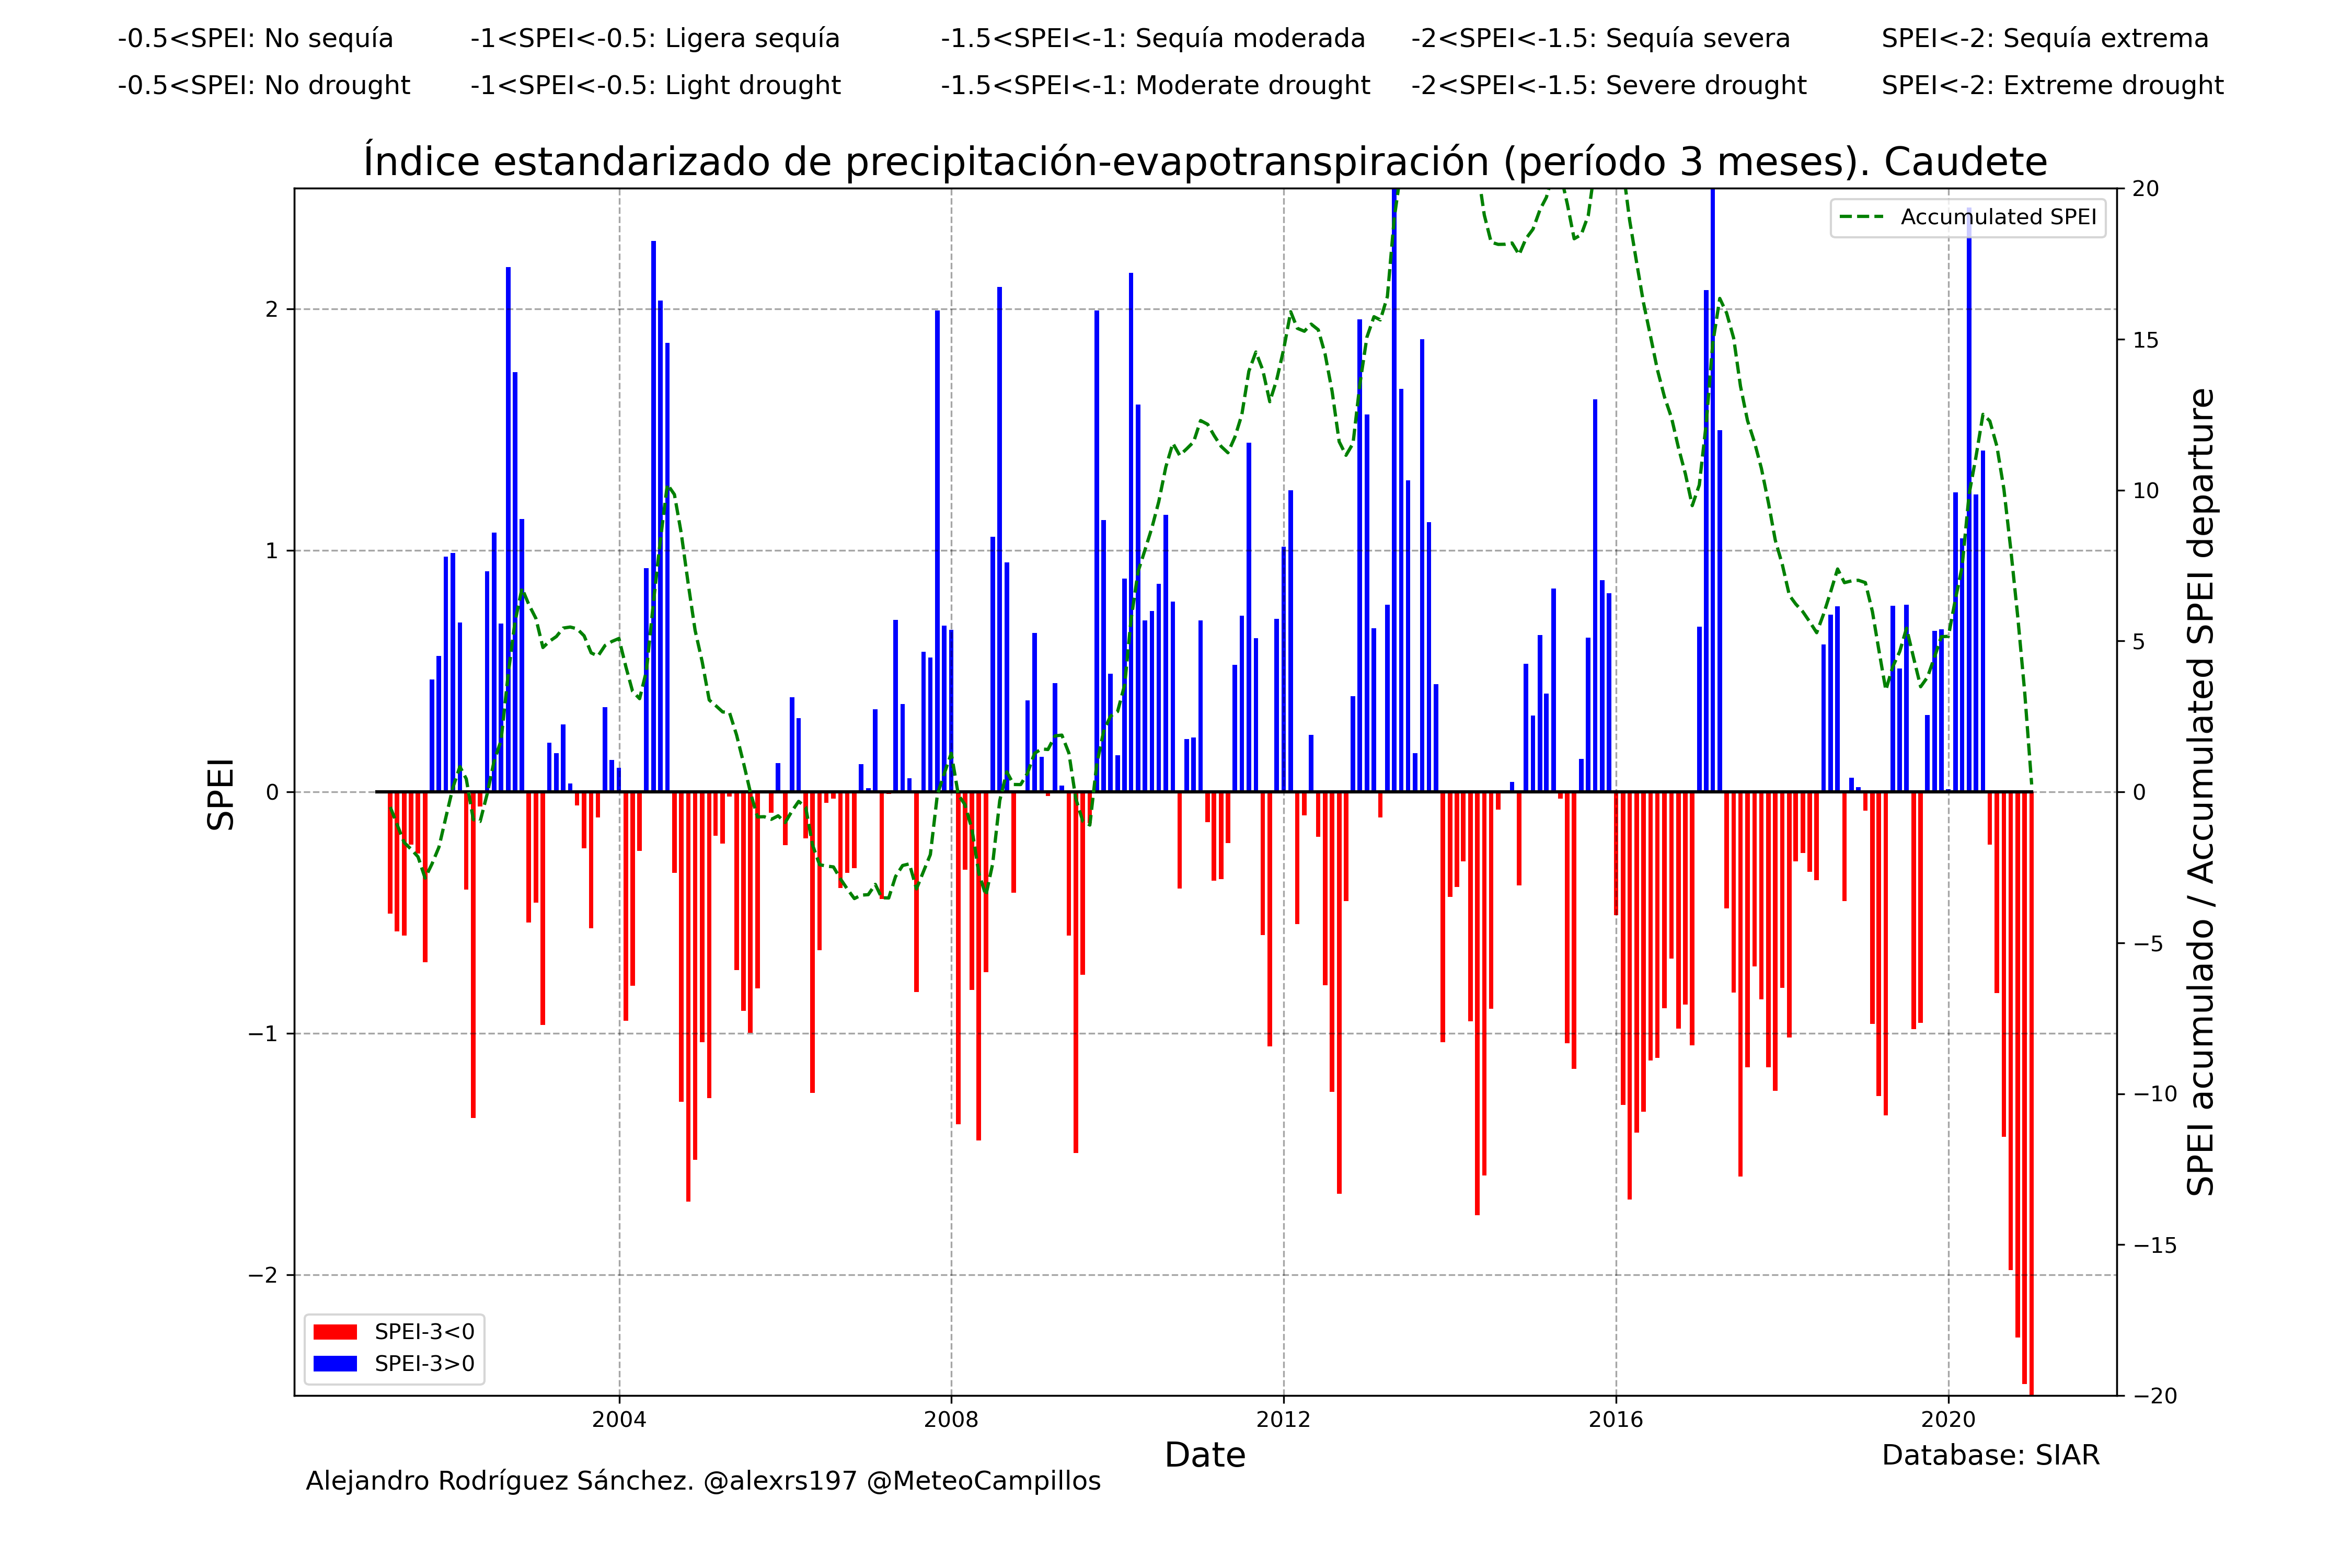 -0.5<SPEI: No sequía -1<SPEI<-0.5: Ligera sequía -1.5<SPEI<-1: Sequía moderada -2<SPEI<-1.5: Sequía severa SPEI<-2: Sequía extrema
-0.5<SPEI: No drought -1<SPEI<-0.5: Light drought -1.5<SPEI<-1: Moderate drought -2<SPEI<-1.5: Severe drought SPEI<-2: Extreme drought
Índice estandarizado de precipitación-evapotranspiración (período 3 meses). Caudete
Accumulated SPEI
SPEI
2
1
0
−1
−2
20
15
10
5
0
−5
−10
−15
−20
SPEI acumulado / Accumulated SPEI departure
SPEI-3<0
SPEI-3>0
2004 2008 2012 2016 2020
Date
Database: SIAR
Alejandro Rodríguez Sánchez. @alexrs197 @MeteoCampillos